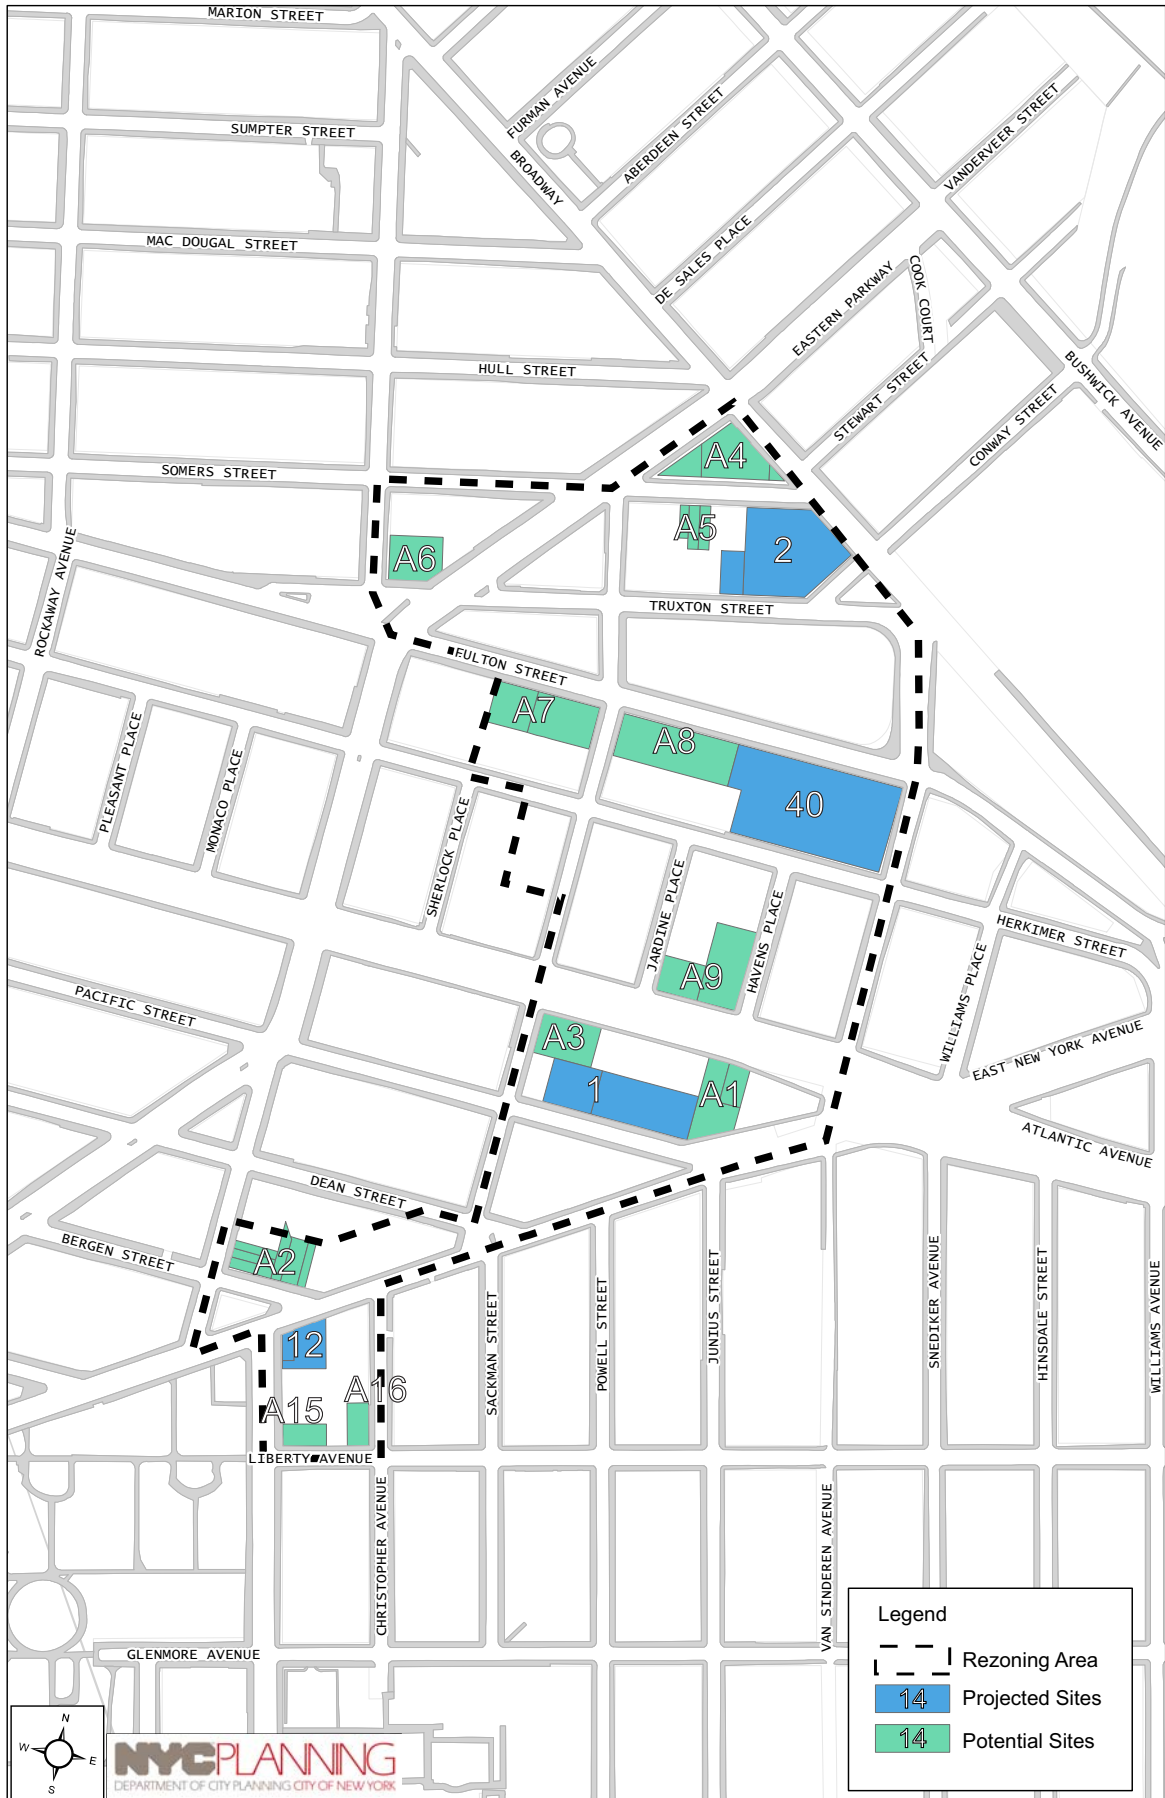 MARION STREET
SUMPTER STREET
MAC DOUGAL STREET
FURMAN AVENUE
BROADWAY
ABERDEEN STREET
VANDERVEER STREET
DE SALES PLACE
EASTERN PARKWAY
COOK COURT
HULL STREET
STEWART STREET
BUSHWICK AVENUE
CONWAY STREET
SOMERS STREET
A4
A5
2
A6
ROCKAWAY AVENUE
TRUXTON STREET
FULTON STREET
A7
A8
40
PLEASANT PLACE
MONACO PLACE
SHERLOCK PLACE
JARDINE PLACE
HAVENS PLACE
A9
HERKIMER STREET
WILLIAMS PLACE
PACIFIC STREET
A3
1
A1
EAST NEW YORK AVENUE
ATLANTIC AVENUE
DEAN STREET
BERGEN STREET
A2
12
A16
A15
SACKMAN STREET
POWELL STREET
JUNIUS STREET
SNEDIKER AVENUE
HINSDALE STREET
WILLIAMS AVENUE
LIBERTY AVENUE
CHRISTOPHER AVENUE
VAN SINDEREN AVENUE
GLENMORE AVENUE
Legend
Rezoning Area
14 Projected Sites
14 Potential Sites
N
W E
S
NYCPLANNING
DEPARTMENT OF CITY PLANNING CITY OF NEW YORK